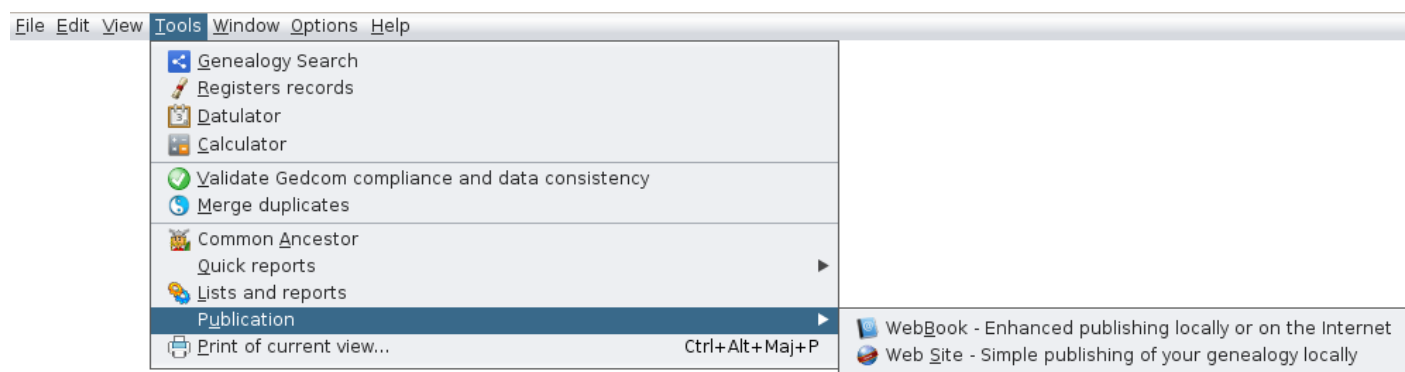 File Edit View Tools Window Options Help
Genealogy Search
Registers records
Datulator
Calculator
Validate Gedcom compliance and data consistency
Merge duplicates
Common Ancestor
Quick reports
Lists and reports
Publication
WebBook - Enhanced publishing locally or on the Internet
Print of current view... Ctrl+Alt+Maj+P
Web Site - Simple publishing of your genealogy locally